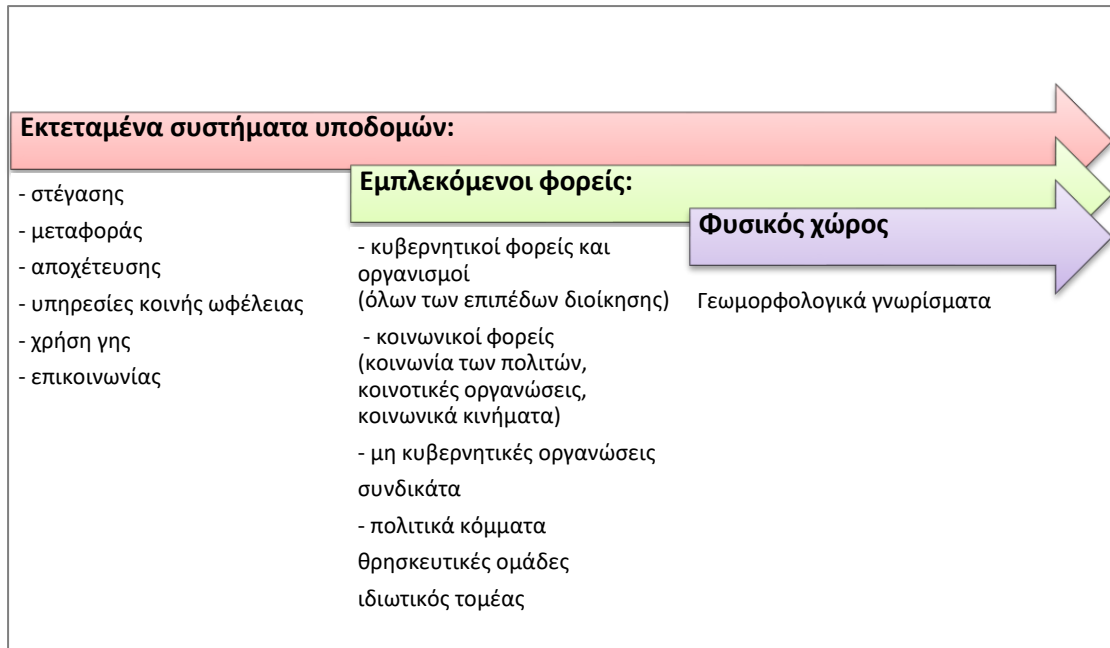 Εκτεταμένα συστήματα υποδομών:
- στέγασης
- μεταφοράς
- αποχέτευσης
- υπηρεσίες κοινής ωφέλειας
- χρήση γης
- επικοινωνίας
Εμπλεκόμενοι φορείς:
- κυβερνητικοί φορείς και
οργανισμοί
(όλων των επιπέδων διοίκησης)
- κοινωνικοί φορείς
(κοινωνία των πολιτών,
κοινοτικές οργανώσεις,
κοινωνικά κινήματα)
- μη κυβερνητικές οργανώσεις
συνδικάτα
- πολιτικά κόμματα
θρησκευτικές ομάδες
ιδιωτικός τομέας
Φυσικός χώρος
Γεωμορφολογικά γνωρίσματα